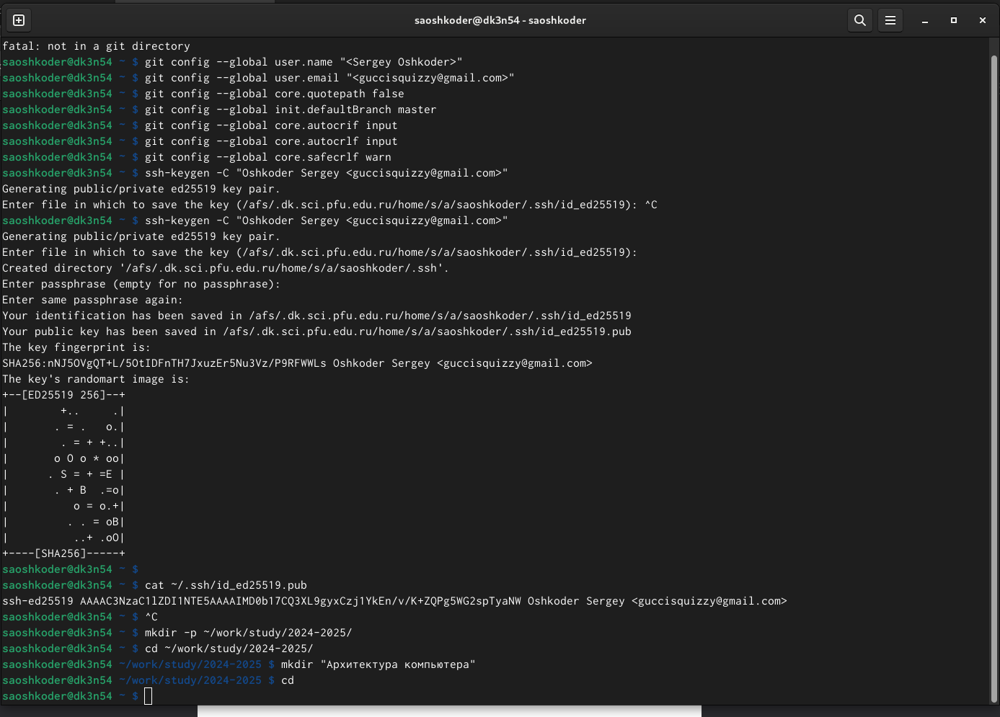 saoshkoder@dk3n54 - saoshkoder
fatal: not in a git directory
saoshkoder@dk3n54 ~ $ git config --global user.name "<Sergey Oshkoder>"
saoshkoder@dk3n54 ~ $ git config --global user.email "<guccisquizzy@gmail.com>"
saoshkoder@dk3n54 ~ $ git config --global core.quotepath false
saoshkoder@dk3n54 ~ $ git config --global init.defaultBranch master
saoshkoder@dk3n54 ~ $ git config --global core.autocrif input
saoshkoder@dk3n54 ~ $ git config --global core.autocrlf input
saoshkoder@dk3n54 ~ $ git config --global core.safecrlf warn
saoshkoder@dk3n54 ~ $ ssh-keygen -C "Oshkoder Sergey <guccisquizzy@gmail.com>"
Generating public/private ed25519 key pair.
Enter file in which to save the key (/afs/.dk.sci.pfu.edu.ru/home/s/a/saoshkoder/.ssh/id_ed25519): ^C
saoshkoder@dk3n54 ~ $ ssh-keygen -C "Oshkoder Sergey <guccisquizzy@gmail.com>"
Generating public/private ed25519 key pair.
Enter file in which to save the key (/afs/.dk.sci.pfu.edu.ru/home/s/a/saoshkoder/.ssh/id_ed25519):
Created directory '/afs/.dk.sci.pfu.edu.ru/home/s/a/saoshkoder/.ssh'.
Enter passphrase (empty for no passphrase):
Enter same passphrase again:
Your identification has been saved in /afs/.dk.sci.pfu.edu.ru/home/s/a/saoshkoder/.ssh/id_ed25519
Your public key has been saved in /afs/.dk.sci.pfu.edu.ru/home/s/a/saoshkoder/.ssh/id_ed25519.pub
The key fingerprint is:
SHA256:nNJ5OVgQT+L/5OtIDFnTH7JxuzEr5Nu3Vz/P9RFWWLs Oshkoder Sergey <guccisquizzy@gmail.com>
The key's randomart image is:
+--[ED25519 256]--+
|        +..     .|
|       . = .   o.|
|        . = + +..|
|       o O o * oo|
|      . S = + =E |
|       . + B  .=o|
|          o = o.+|
|         . . = oB|
|          ..+ .oO|
+----[SHA256]-----+
saoshkoder@dk3n54 ~ $
saoshkoder@dk3n54 ~ $ cat ~/.ssh/id_ed25519.pub
ssh-ed25519 AAAAC3NzaC1lZDI1NTE5AAAAIMD0b17CQ3XL9gyxCzj1YkEn/v/K+ZQPg5WG2spTyaNW Oshkoder Sergey <guccisquizzy@gmail.com>
saoshkoder@dk3n54 ~ $ ^C
saoshkoder@dk3n54 ~ $ mkdir -p ~/work/study/2024-2025/
saoshkoder@dk3n54 ~ $ cd ~/work/study/2024-2025/
saoshkoder@dk3n54 ~/work/study/2024-2025 $ mkdir "Архитектура компьютера"
saoshkoder@dk3n54 ~/work/study/2024-2025 $ cd
saoshkoder@dk3n54 ~ $